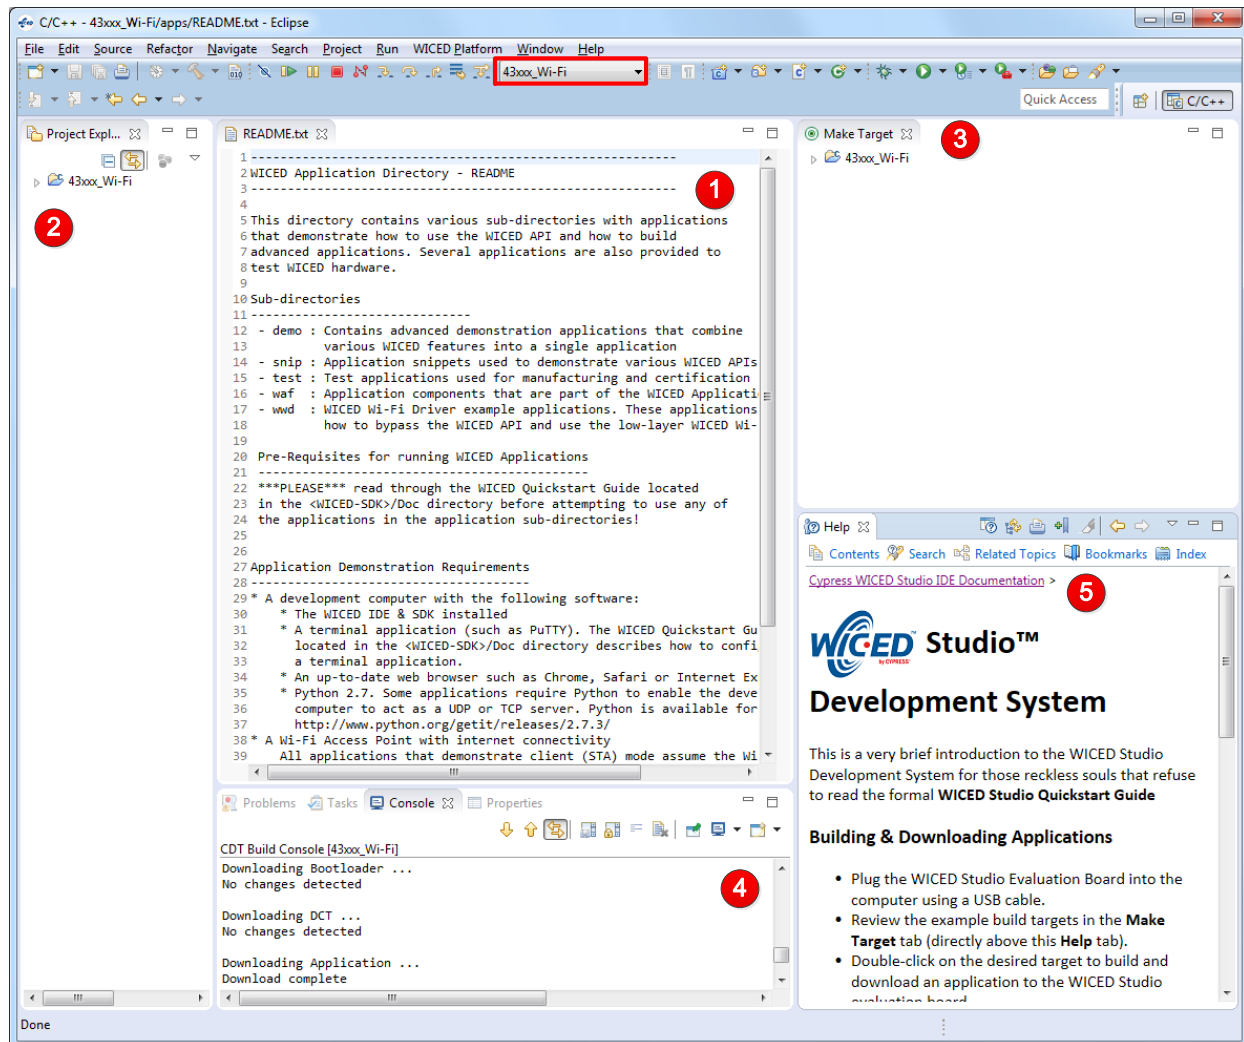 C/C++ - 43xxx_Wi-Fi/apps/README.txt - Eclipse
File Edit Source Refactor Navigate Search Project Run WICED Platform Window Help
43xxx_Wi-Fi
Quick Access
C/C++
Project Expl...
43xxx_Wi-Fi
2
README.txt
1 ----------------------------------------------------------
2 WICED Application Directory - README
3 ----------------------------------------------------------
4
5 This directory contains various sub-directories with applications
6 that demonstrate how to use the WICED API and how to build
7 advanced applications. Several applications are also provided to
8 test WICED hardware.
9
10 Sub-directories
11 ------------------------------
12 - demo : Contains advanced demonstration applications that combine
13 various WICED features into a single application
14 - snip : Application snippets used to demonstrate various WICED APIs
15 - test : Test applications used for manufacturing and certification
16 - waf : Application components that are part of the WICED Applicati
17 - wwd : WICED Wi-Fi Driver example applications. These applications
18 how to bypass the WICED API and use the low-layer WICED Wi-
19
20 Pre-Requisites for running WICED Applications
21 ---------------------------------------------
22 ***PLEASE*** read through the WICED Quickstart Guide located
23 in the <WICED-SDK>/Doc directory before attempting to use any of
24 the applications in the application sub-directories!
25
26
27 Application Demonstration Requirements
28 --------------------------------------
29 * A development computer with the following software:
30 * The WICED IDE & SDK installed
31 * A terminal application (such as PuTTY). The WICED Quickstart Gu
32 located in the <WICED-SDK>/Doc directory describes how to confi
33 a terminal application.
34 * An up-to-date web browser such as Chrome, Safari or Internet Ex
35 * Python 2.7. Some applications require Python to enable the deve
36 computer to act as a UDP or TCP server. Python is available for
37 http://www.python.org/getit/releases/2.7.3/
38 * A Wi-Fi Access Point with internet connectivity
39 All applications that demonstrate client (STA) mode assume the Wi
1
Make Target
43xxx_Wi-Fi
3
Problems Tasks Console Properties
CDT Build Console [43xxx_Wi-Fi]
Downloading Bootloader ...
No changes detected
Downloading DCT ...
No changes detected
Downloading Application ...
Download complete
4
Help
Contents Search Related Topics Bookmarks Index
Cypress WICED Studio IDE Documentation >
5
WICED™ by CYPRESS Studio™
Development System
This is a very brief introduction to the WICED Studio
Development System for those reckless souls that refuse
to read the formal WICED Studio Quickstart Guide
Building & Downloading Applications
• Plug the WICED Studio Evaluation Board into the
computer using a USB cable.
• Review the example build targets in the Make
Target tab (directly above this Help tab).
• Double-click on the desired target to build and
download an application to the WICED Studio
evaluation board
Done